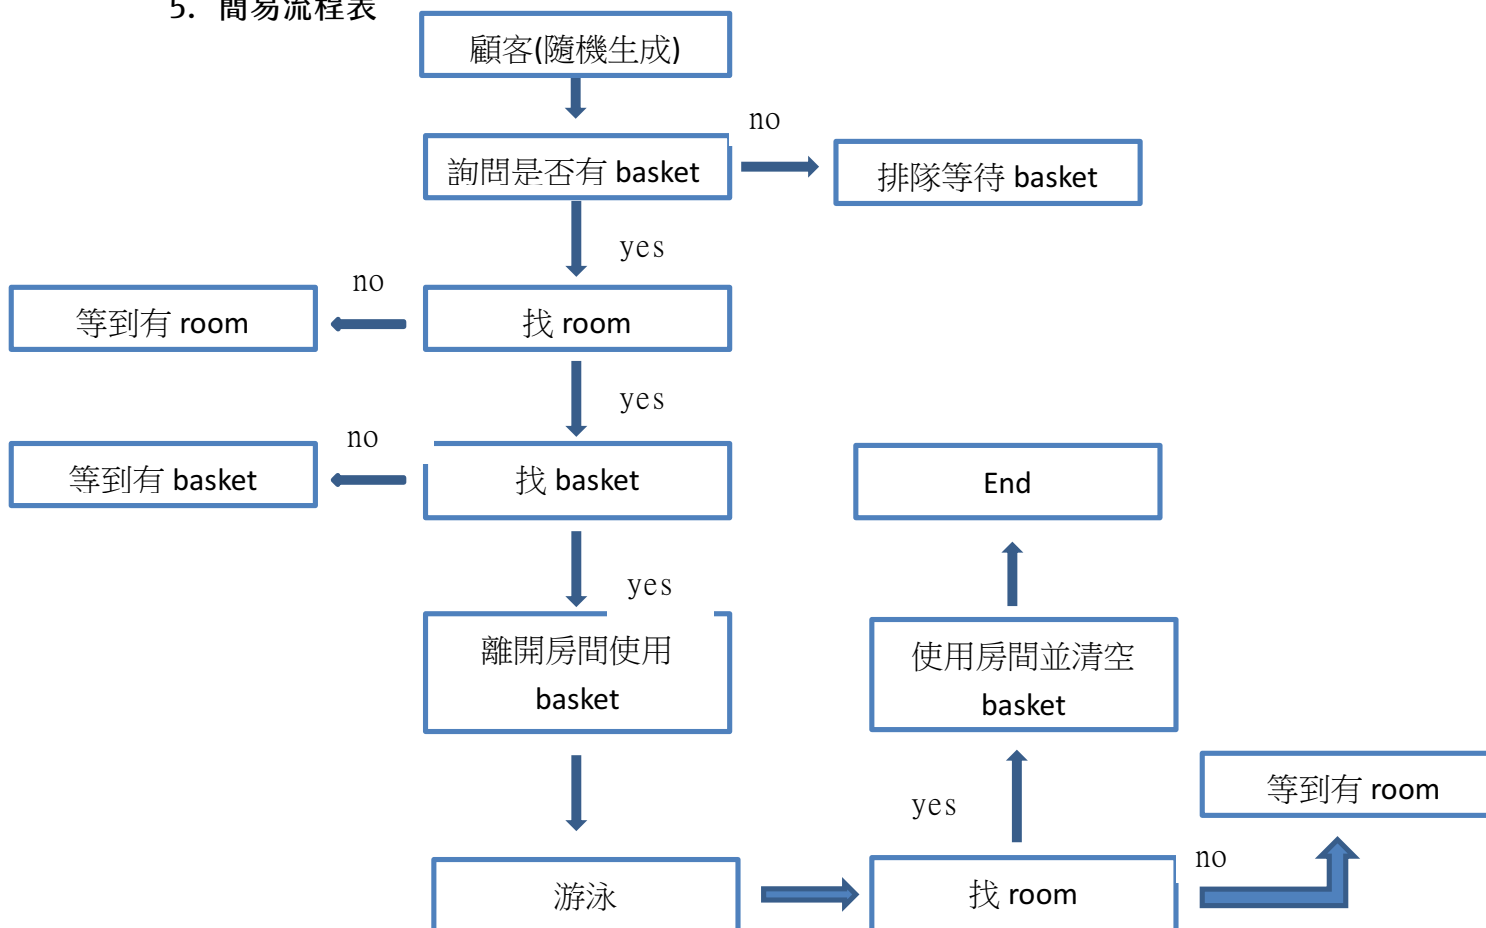 5. 簡易流程表
顧客(隨機生成)
no
詢問是否有 basket
排隊等待 basket
yes
no
等到有 room
找 room
yes
no
等到有 basket
找 basket
End
yes
離開房間使用
basket
使用房間並清空
basket
等到有 room
yes
no
游泳
找 room